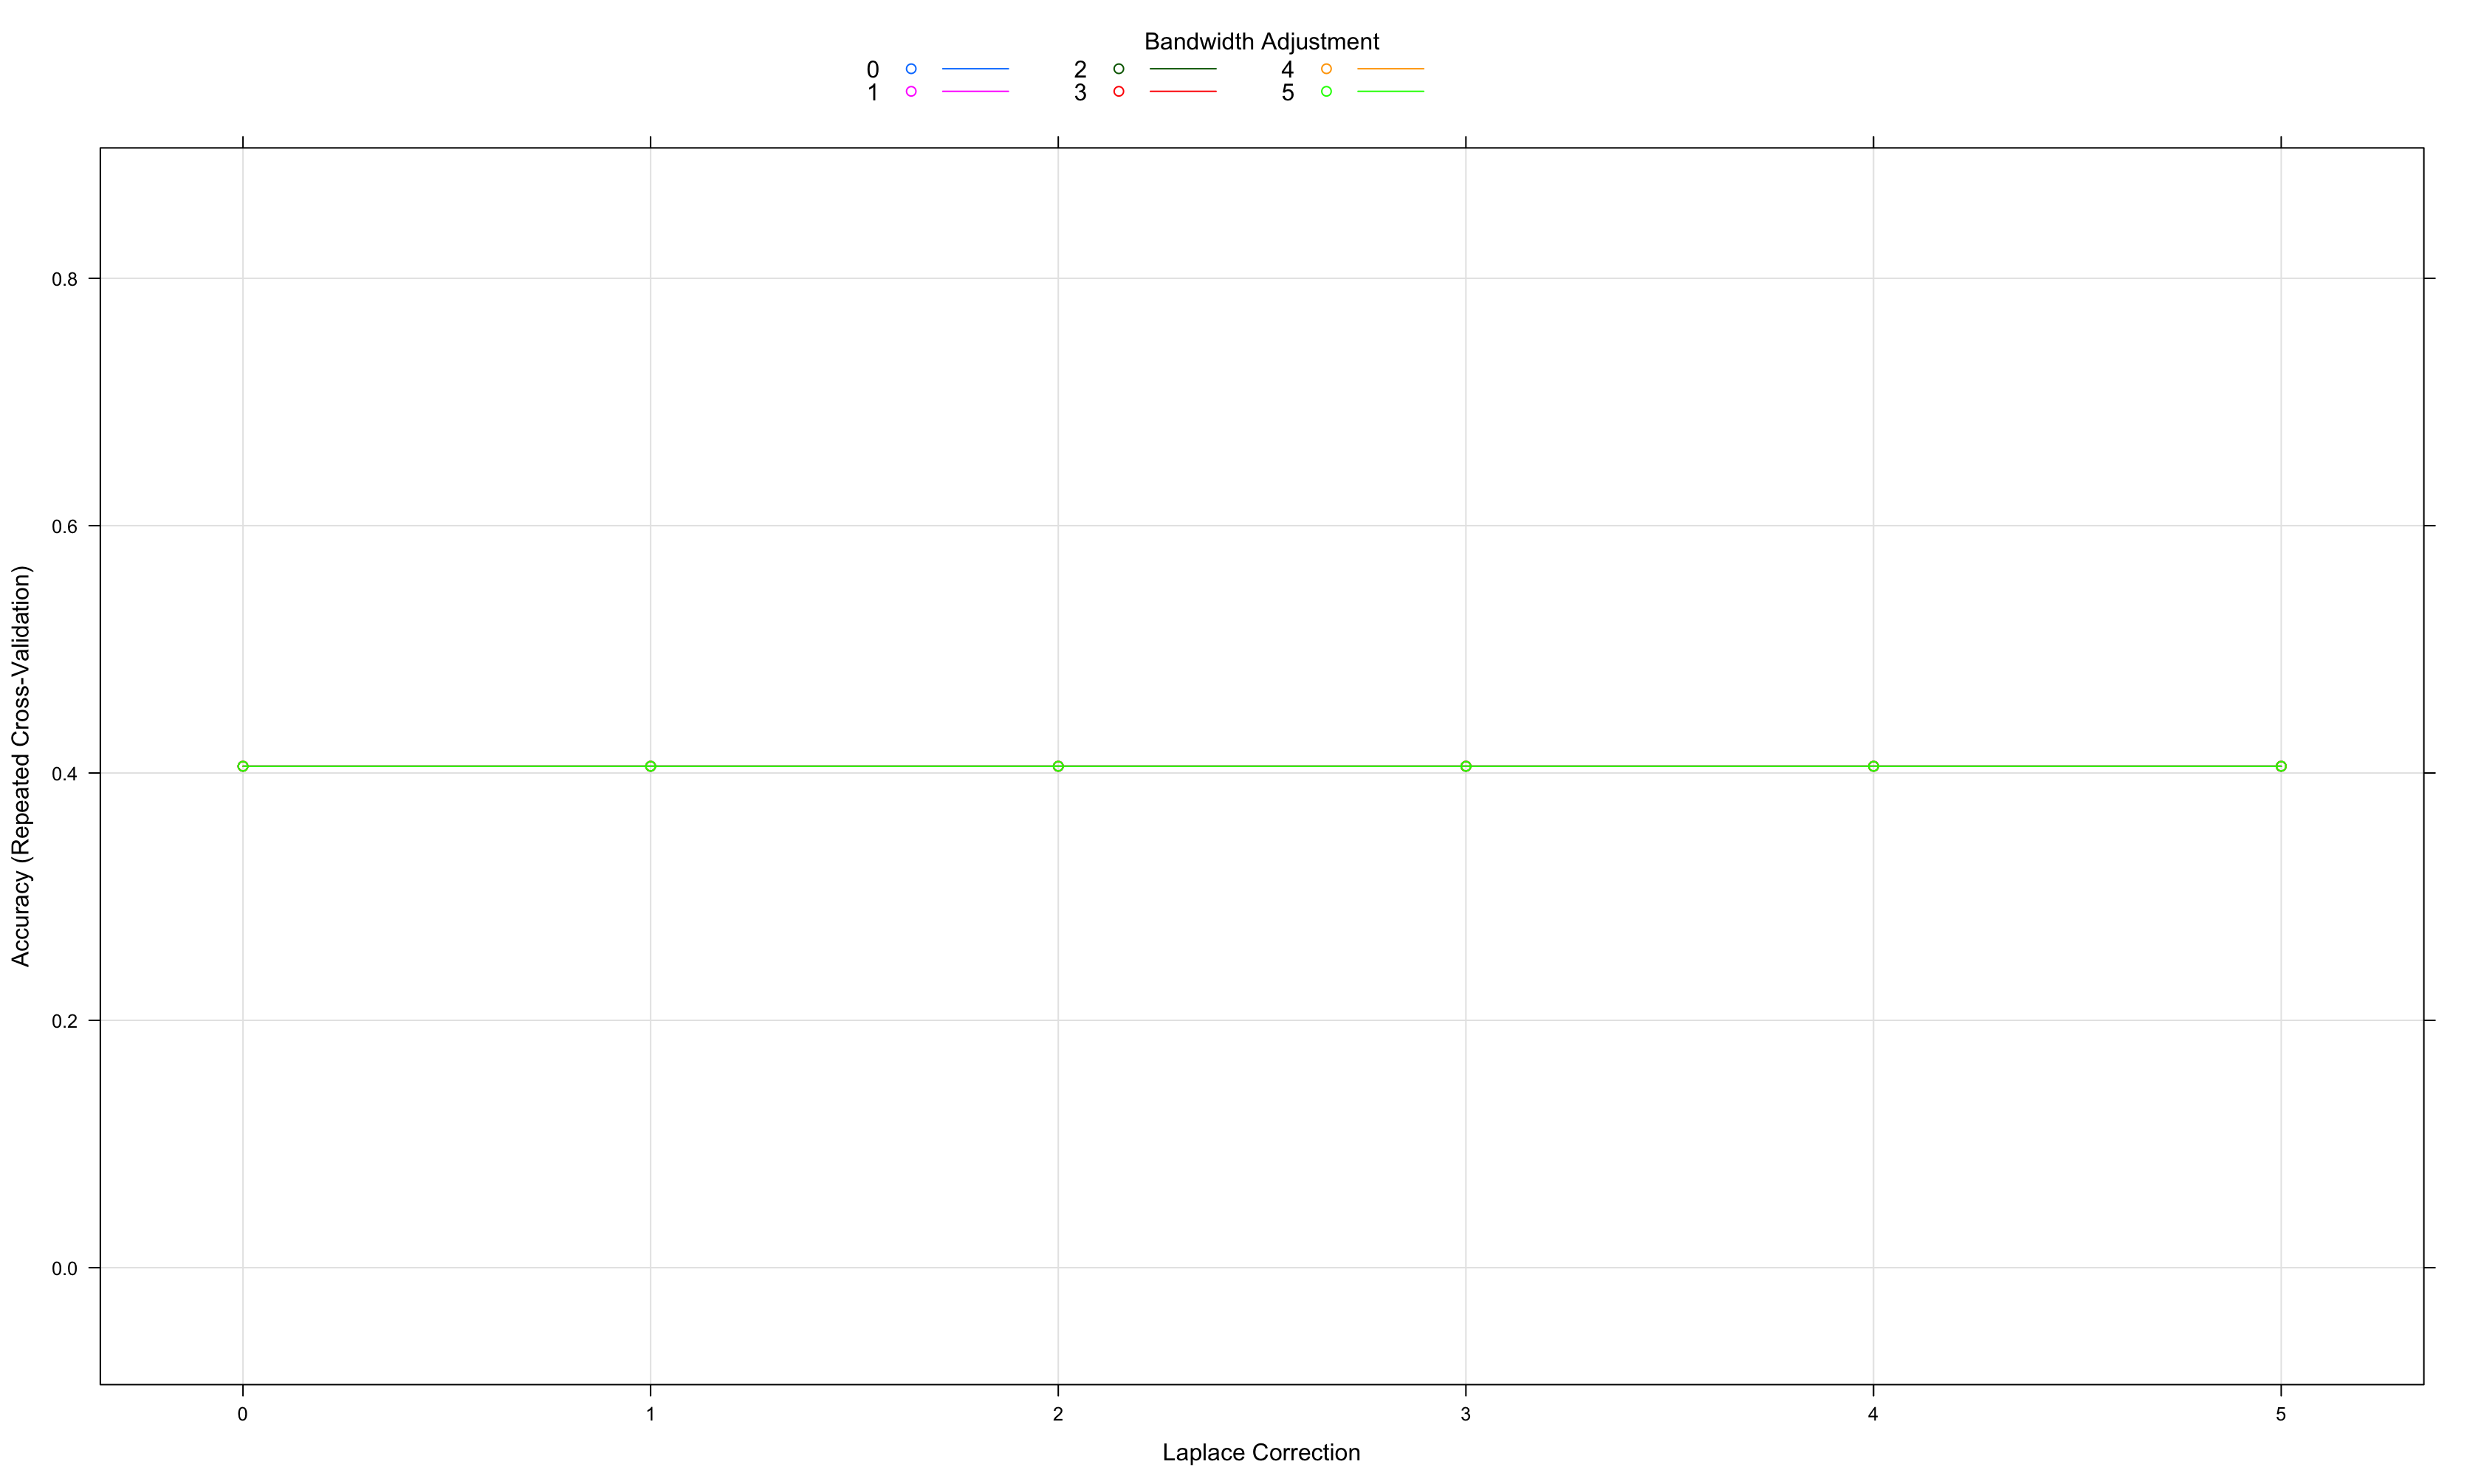 Bandwidth Adjustment
0 2 4
1 3 5
0.8
0.6
0.4
0.2
0.0
Accuracy (Repeated Cross-Validation)
0 1 2 3 4 5
Laplace Correction